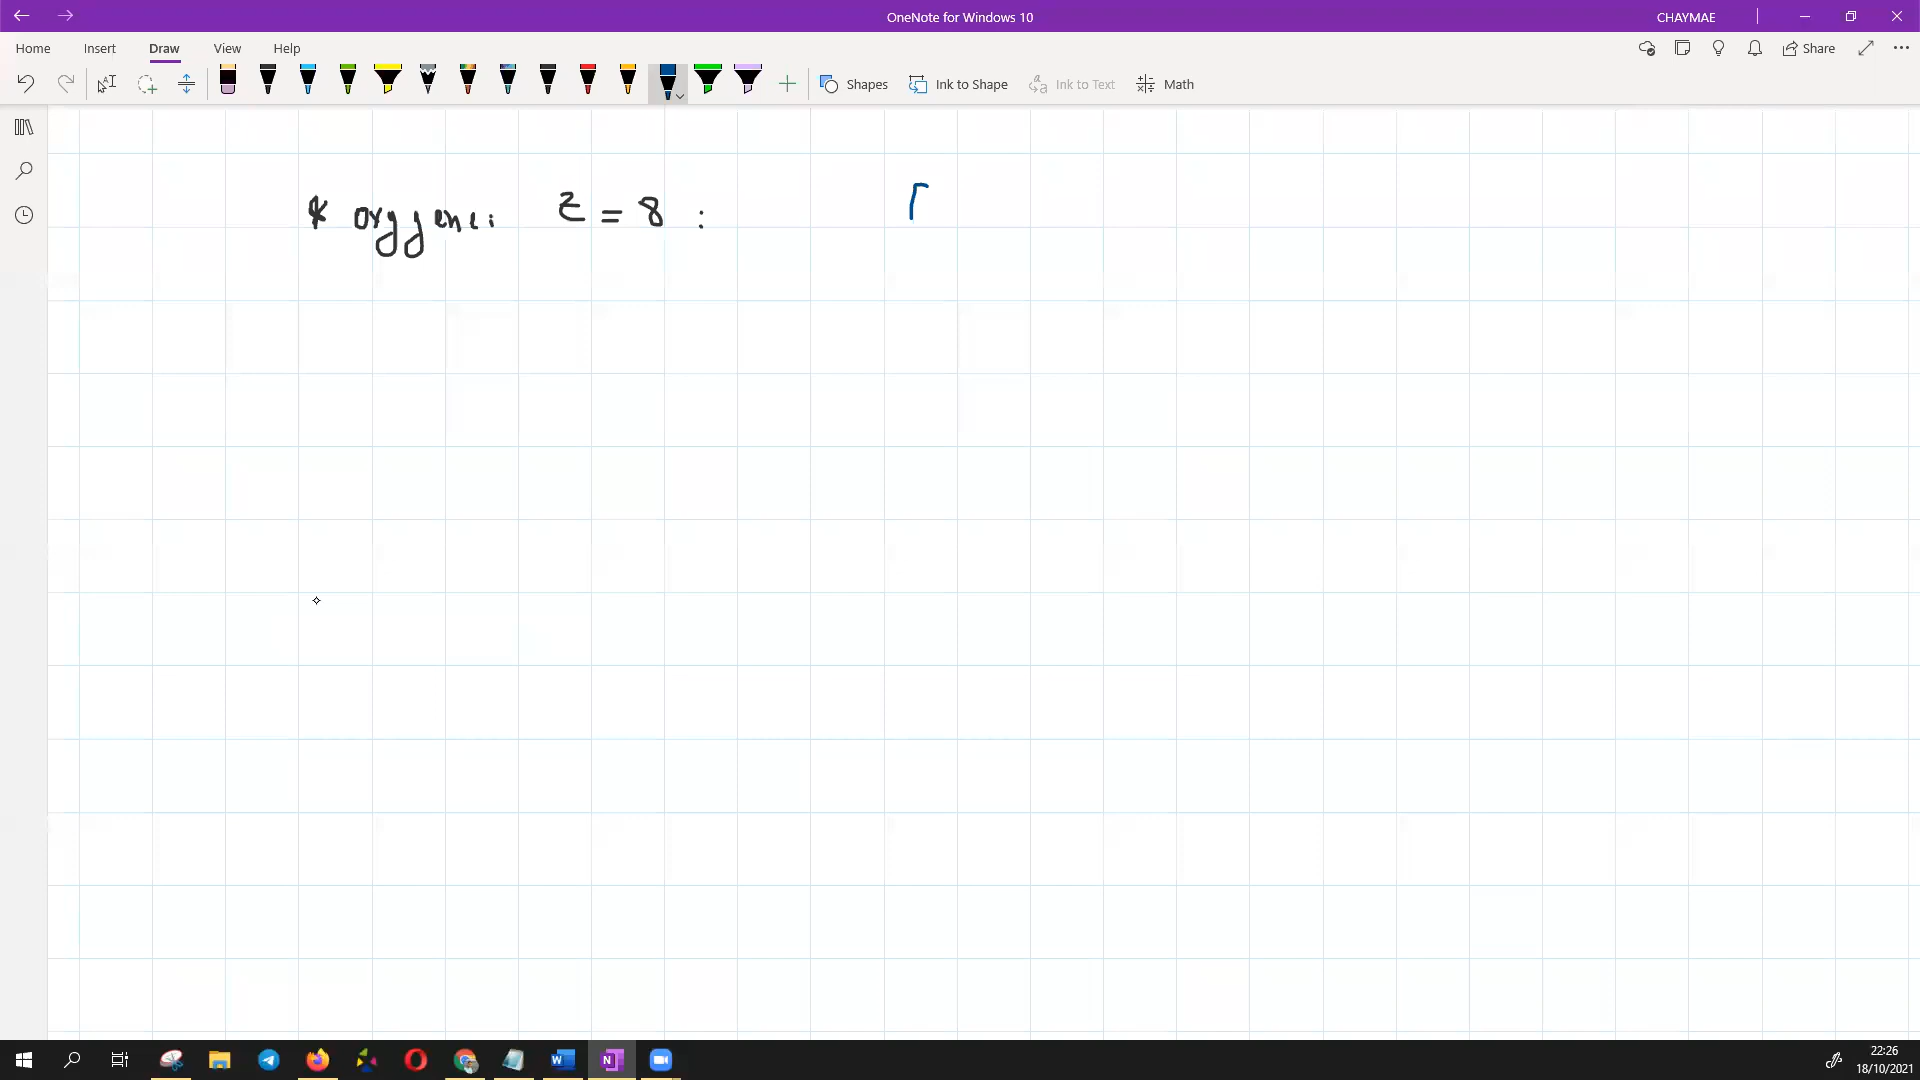 OneNote for Windows 10
CHAYMAE
Home Insert Draw View Help
Share
Shapes Ink to Shape Ink to Text Math
* oxygene: Z = 8 :
22:26
18/10/2021